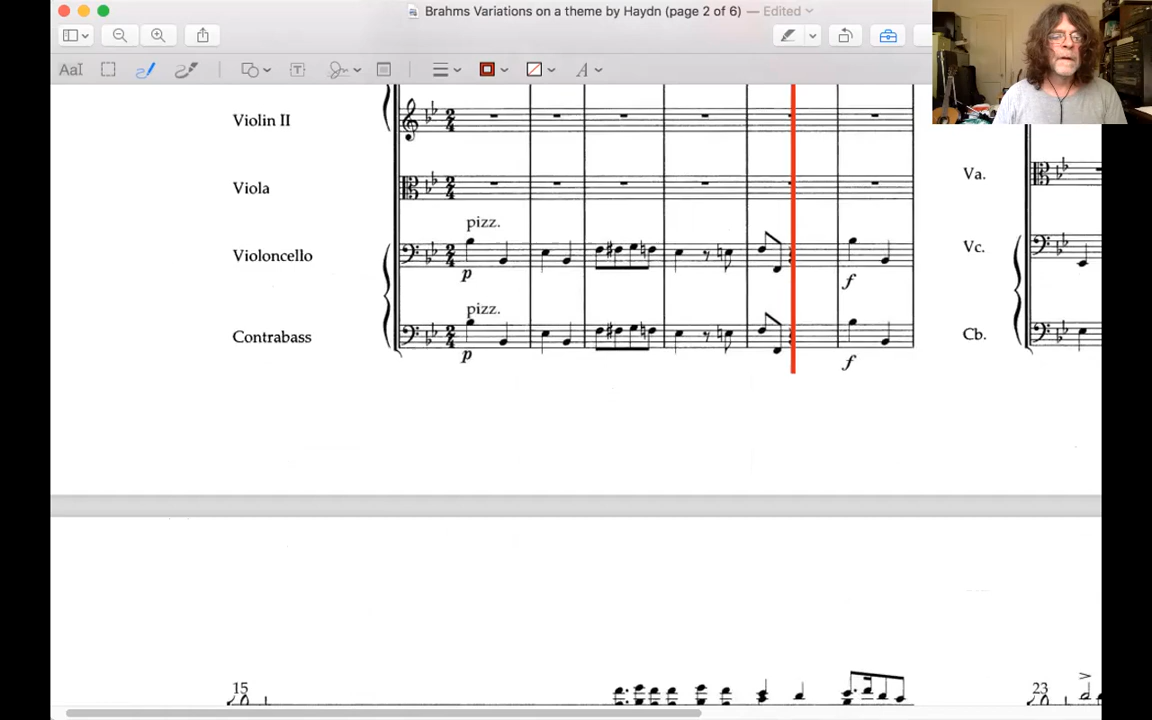 Brahms Variations on a theme by Haydn (page 2 of 6) — Edited
AaI
T
A
Violin II
Viola
Va.
pizz.
Violoncello
Vc.
p
f
pizz.
Contrabass
Cb.
p
f
15
23